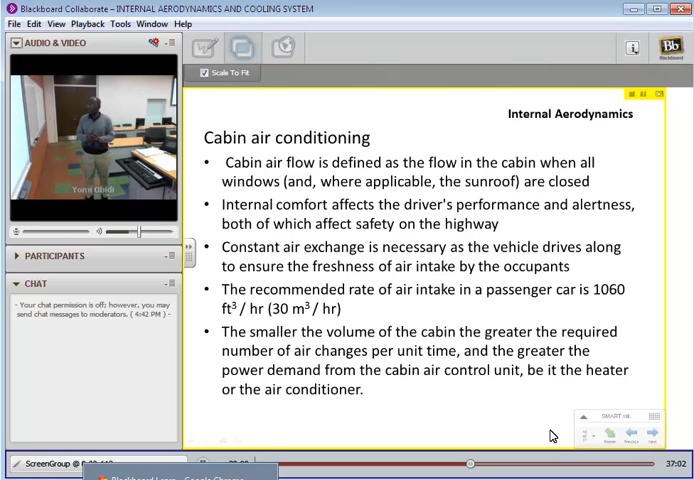 Blackboard Collaborate – INTERNAL AERODYNAMICS AND COOLING SYSTEM
File Edit View Playback Tools Window Help
AUDIO & VIDEO
Scale To Fit
Bb
Blackboard
Internal Aerodynamics
Cabin air conditioning
• Cabin air flow is defined as the flow in the cabin when all
windows (and, where applicable, the sunroof) are closed
• Internal comfort affects the driver's performance and alertness,
both of which affect safety on the highway
• Constant air exchange is necessary as the vehicle drives along
to ensure the freshness of air intake by the occupants
• The recommended rate of air intake in a passenger car is 1060
ft³ / hr (30 m³ / hr)
• The smaller the volume of the cabin the greater the required
number of air changes per unit time, and the greater the
power demand from the cabin air control unit, be it the heater
or the air conditioner.
Yomi Obidi
PARTICIPANTS
CHAT
- Your chat permission is off; however, you may
send chat messages to moderators. ( 4:42 PM ) -
ScreenGroup @
37:02